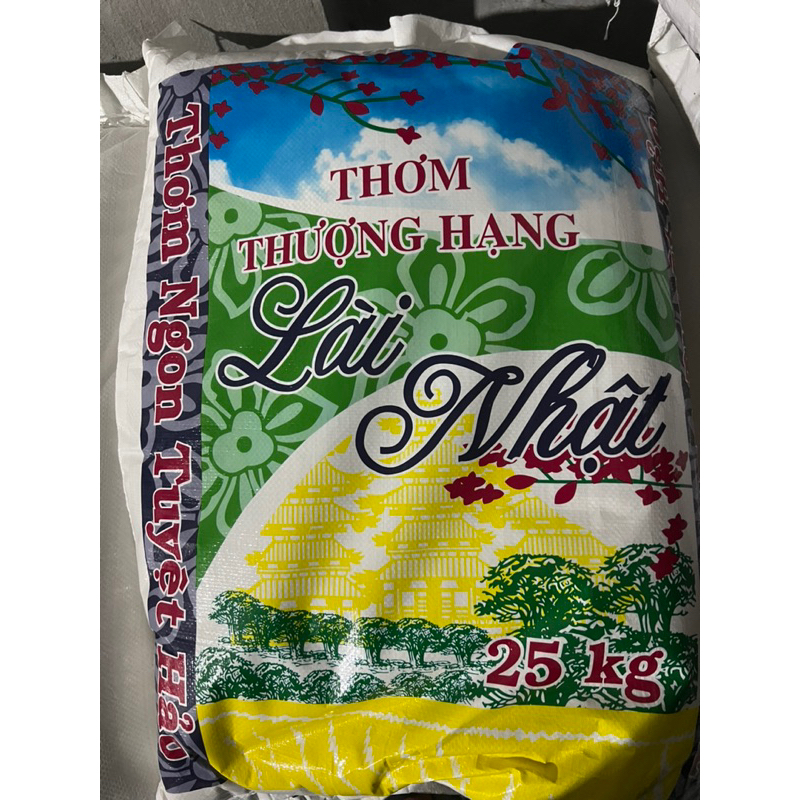 THƠM
THƯỢNG HẠNG
Lài
Nhật
25 kg
Thơm Ngon Tuyệt Hảo